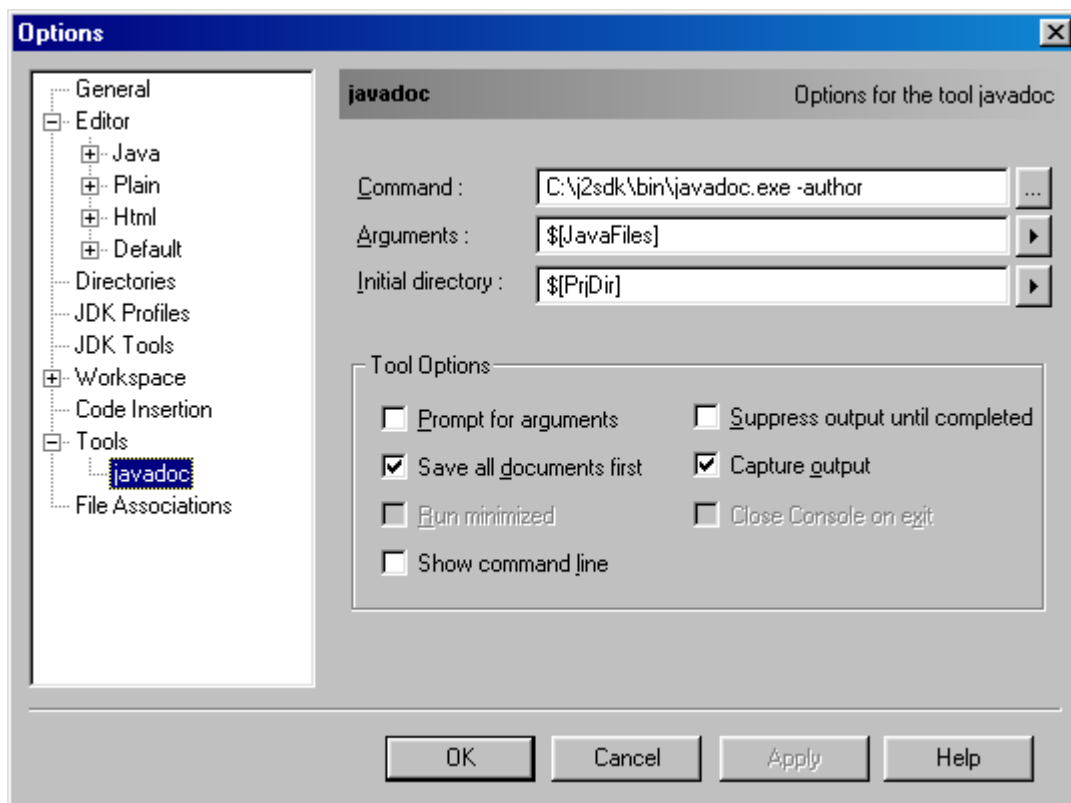 Options
General
Editor
Java
Plain
Html
Default
Directories
JDK Profiles
JDK Tools
Workspace
Code Insertion
Tools
javadoc
File Associations
javadoc Options for the tool javadoc
Command : C:\j2sdk\bin\javadoc.exe -author ...
Arguments : $[JavaFiles]
Initial directory : $[PrjDir]
Tool Options
Prompt for arguments Suppress output until completed
Save all documents first Capture output
Run minimized Close Console on exit
Show command line
OK Cancel Apply Help